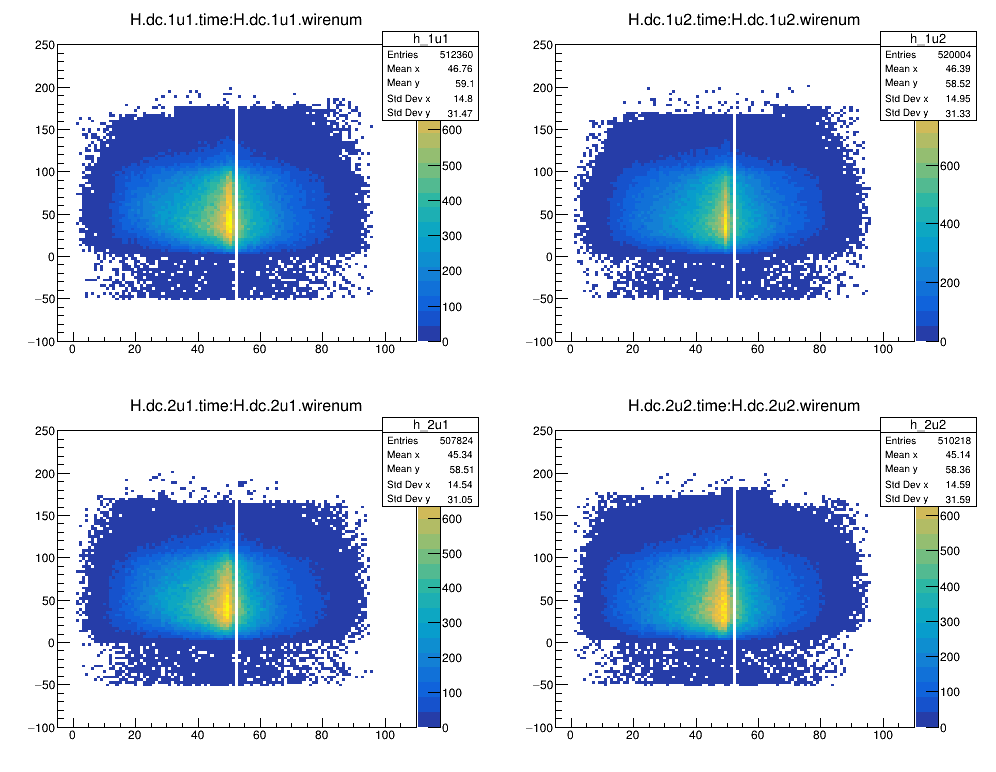 H.dc.1u1.time:H.dc.1u1.wirenum
h_1u1
Entries 512360
Mean x 46.76
Mean y 59.1
Std Dev x 14.8
Std Dev y 31.47
250
200
150
100
50
0
−50
−100
0 20 40 60 80 100
600
500
400
300
200
100
0
H.dc.1u2.time:H.dc.1u2.wirenum
h_1u2
Entries 520004
Mean x 46.39
Mean y 58.52
Std Dev x 14.95
Std Dev y 31.33
250
200
150
100
50
0
−50
−100
0 20 40 60 80 100
600
400
200
0
H.dc.2u1.time:H.dc.2u1.wirenum
h_2u1
Entries 507824
Mean x 45.34
Mean y 58.51
Std Dev x 14.54
Std Dev y 31.05
250
200
150
100
50
0
−50
−100
0 20 40 60 80 100
600
500
400
300
200
100
0
H.dc.2u2.time:H.dc.2u2.wirenum
h_2u2
Entries 510218
Mean x 45.14
Mean y 58.36
Std Dev x 14.59
Std Dev y 31.59
250
200
150
100
50
0
−50
−100
0 20 40 60 80 100
600
500
400
300
200
100
0